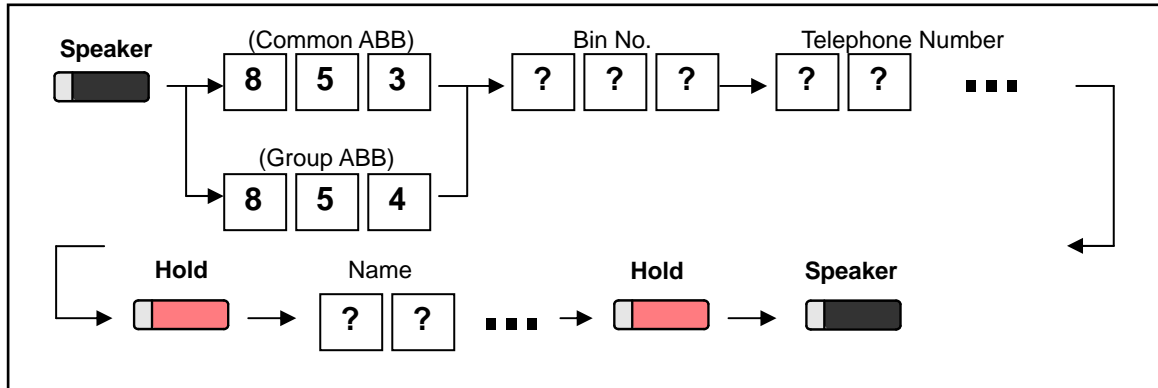 Speaker
(Common ABB)
Bin No.
Telephone Number
8 5 3
? ? ?
? ? ...
(Group ABB)
8 5 4
Hold
Name
Hold
Speaker
? ? ...